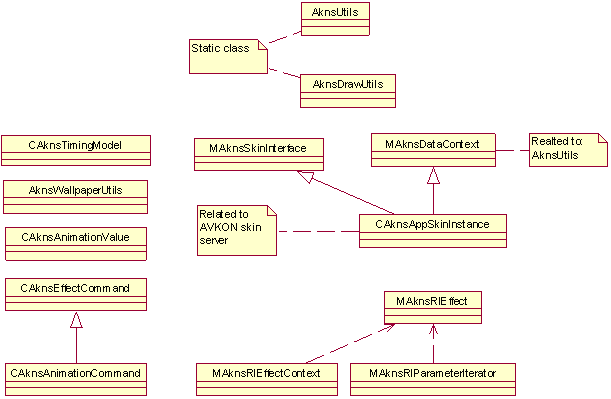 AknsUtils
Static class
AknsDrawUtils
CAknsTimingModel
MAknsSkinInterface
MAknsDataContext
Realted to:
AknsUtils
AknsWallpaperUtils
Related to
AVKON skin
server
CAknsAppSkinInstance
CAknsAnimationValue
CAknsEffectCommand
MAknsRlEffect
CAknsAnimationCommand
MAknsRlEffectContext
MAknsRlParameterIterator